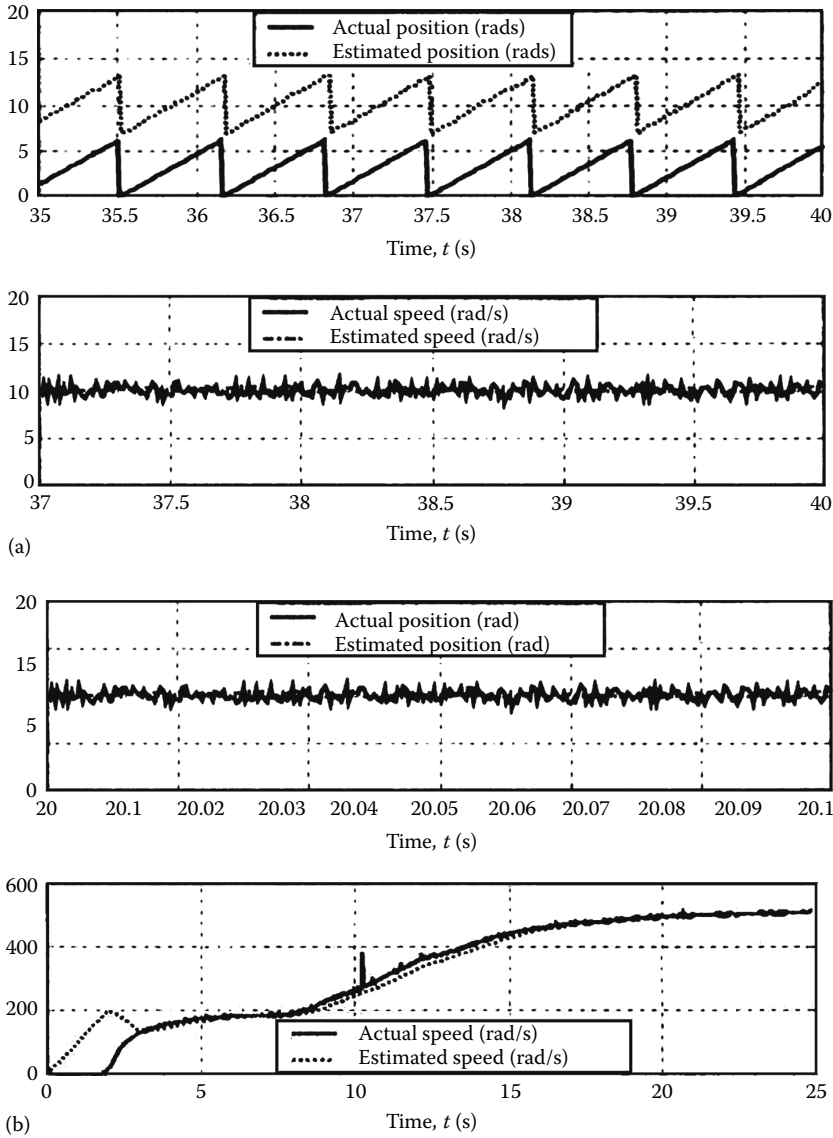 20
Actual position (rads)
Estimated position (rads)
15
10
5
0
35 35.5 36 36.5 37 37.5 38 38.5 39 39.5 40
Time, t (s)
20
Actual speed (rad/s)
Estimated speed (rad/s)
15
10
5
0
37 37.5 38 38.5 39 39.5 40
Time, t (s)
(a)
20
Actual position (rad)
Estimated position (rad)
15
5
0
20 20.1 20.02 20.03 20.04 20.05 20.06 20.07 20.08 20.09 20.1
Time, t (s)
600
400
200
Actual speed (rad/s)
Estimated speed (rad/s)
0
0 5 10 15 20 25
Time, t (s)
(b)